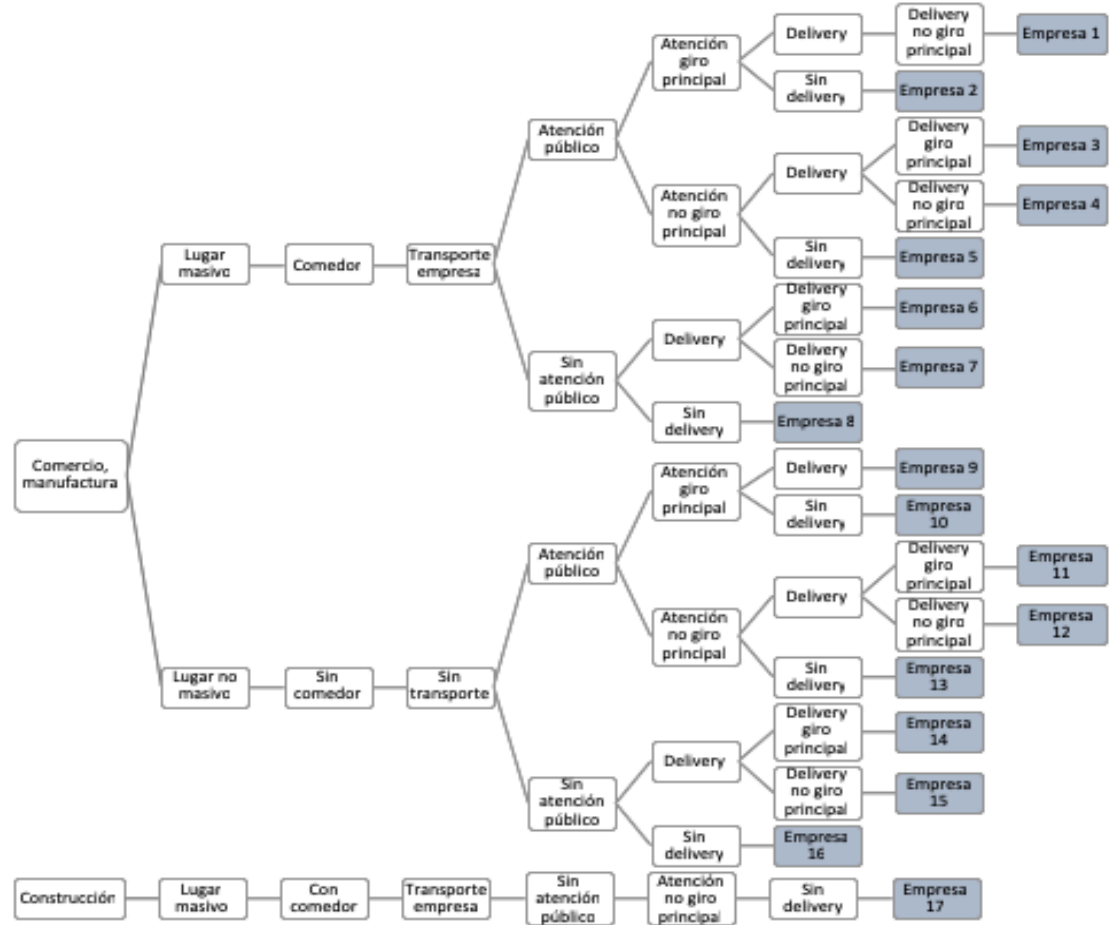 Comercio,
manufactura
Lugar
masivo
Comedor
Transporte
empresa
Atención
público
Atención
giro
principal
Delivery
Delivery
no giro
principal
Empresa 1
Sin
delivery
Empresa 2
Atención
no giro
principal
Delivery
Delivery
giro
principal
Empresa 3
Delivery
no giro
principal
Empresa 4
Sin
delivery
Empresa 5
Sin
atención
público
Delivery
Delivery
giro
principal
Empresa 6
Delivery
no giro
principal
Empresa 7
Sin
delivery
Empresa 8
Lugar no
masivo
Sin
comedor
Sin
transporte
Atención
público
Atención
giro
principal
Delivery
Empresa 9
Sin
delivery
Empresa
10
Atención
no giro
principal
Delivery
Delivery
giro
principal
Empresa
11
Delivery
no giro
principal
Empresa
12
Sin
delivery
Empresa
13
Sin
atención
público
Delivery
Delivery
giro
principal
Empresa
14
Delivery
no giro
principal
Empresa
15
Sin
delivery
Empresa
16
Construcción
Lugar
masivo
Con
comedor
Transporte
empresa
Sin
atención
público
Atención
no giro
principal
Sin
delivery
Empresa
17